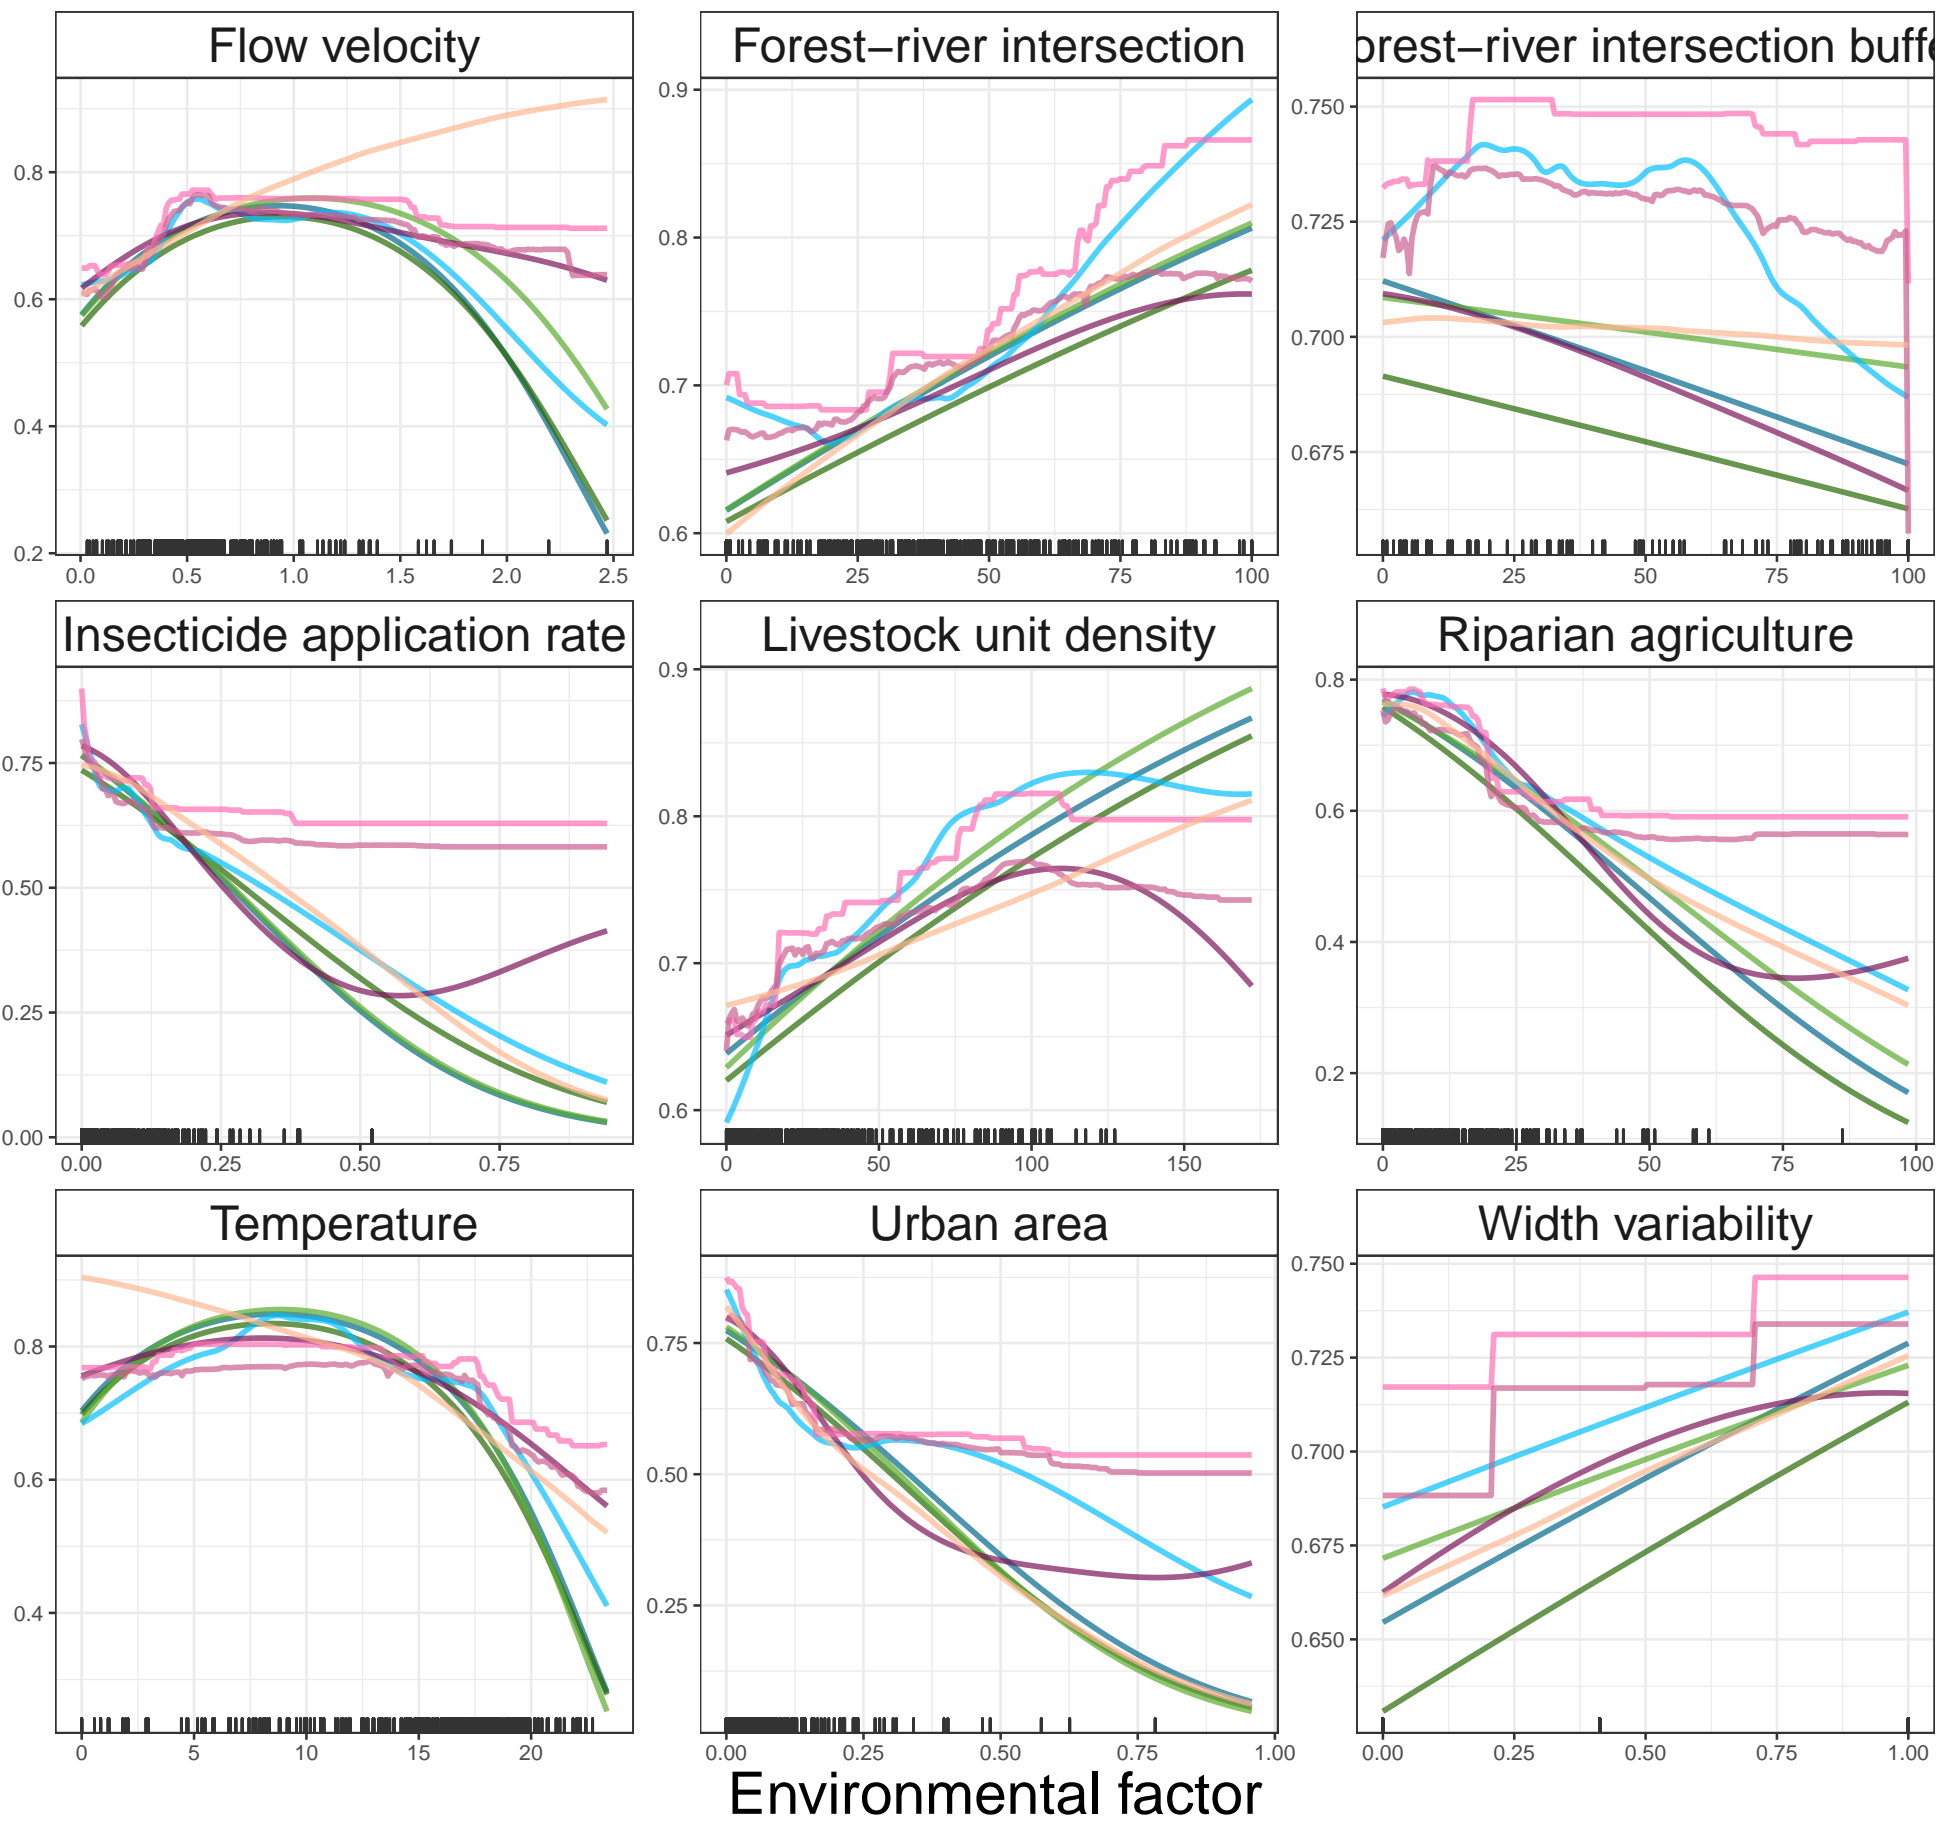 Flow velocity
Forest–river intersection
orest–river intersection buffe
0.8
0.6
0.4
0.2
0.0 0.5 1.0 1.5 2.0 2.5
0.9
0.8
0.7
0.6
0 25 50 75 100
0.750
0.725
0.700
0.675
0 25 50 75 100
Insecticide application rate
Livestock unit density
Riparian agriculture
0.75
0.50
0.25
0.00
0.00 0.25 0.50 0.75
0.9
0.8
0.7
0.6
0 50 100 150
0.8
0.6
0.4
0.2
0 25 50 75 100
Temperature
Urban area
Width variability
0.8
0.6
0.4
0 5 10 15 20
0.75
0.50
0.25
0.00 0.25 0.50 0.75 1.00
0.750
0.725
0.700
0.675
0.650
0.00 0.25 0.50 0.75 1.00
Environmental factor